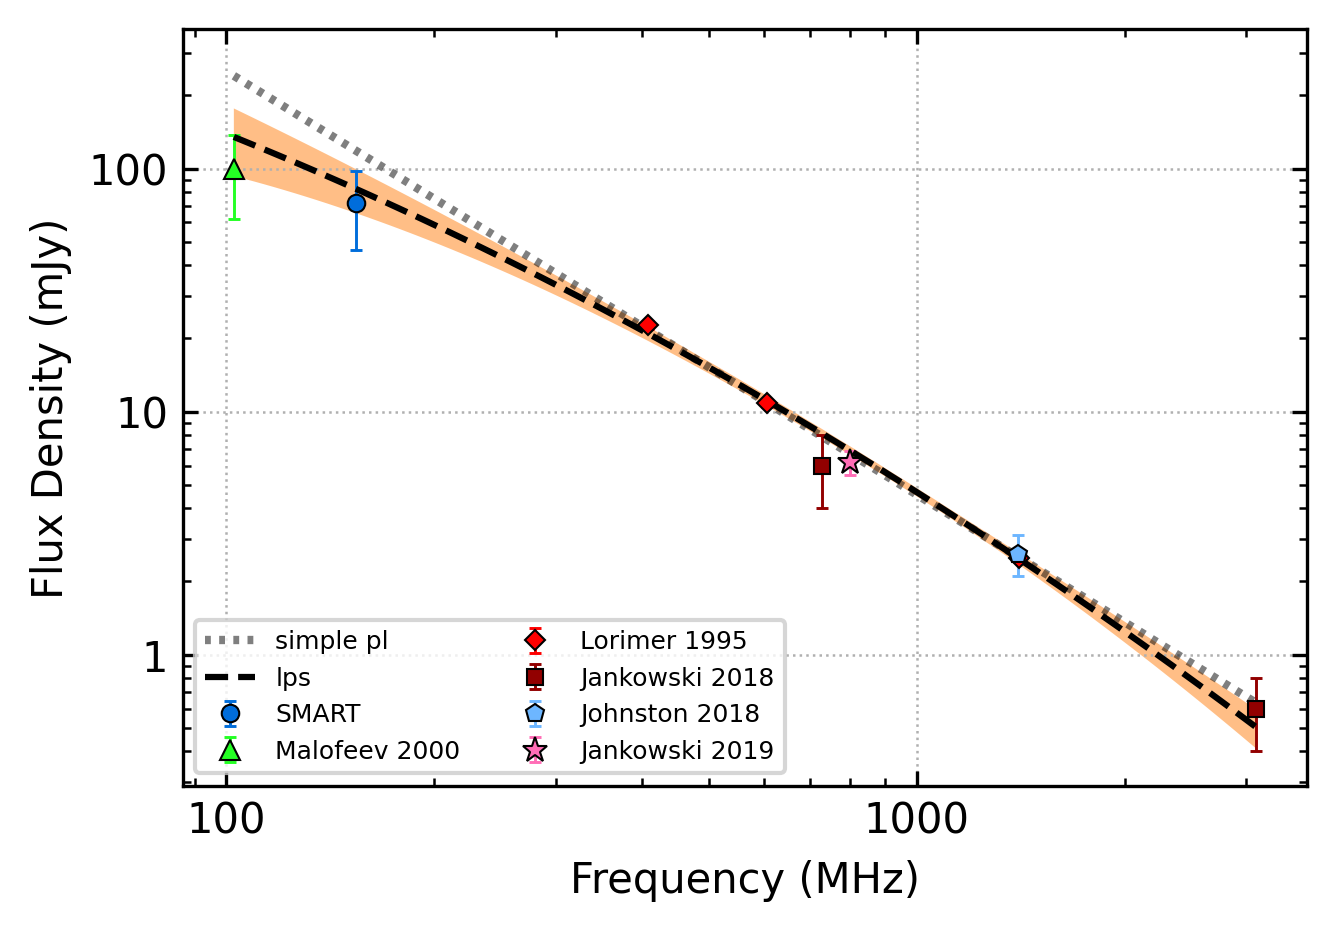 Flux Density (mJy)
100
10
1
simple pl
lps
SMART
Malofeev 2000
Lorimer 1995
Jankowski 2018
Johnston 2018
Jankowski 2019
100
1000
Frequency (MHz)